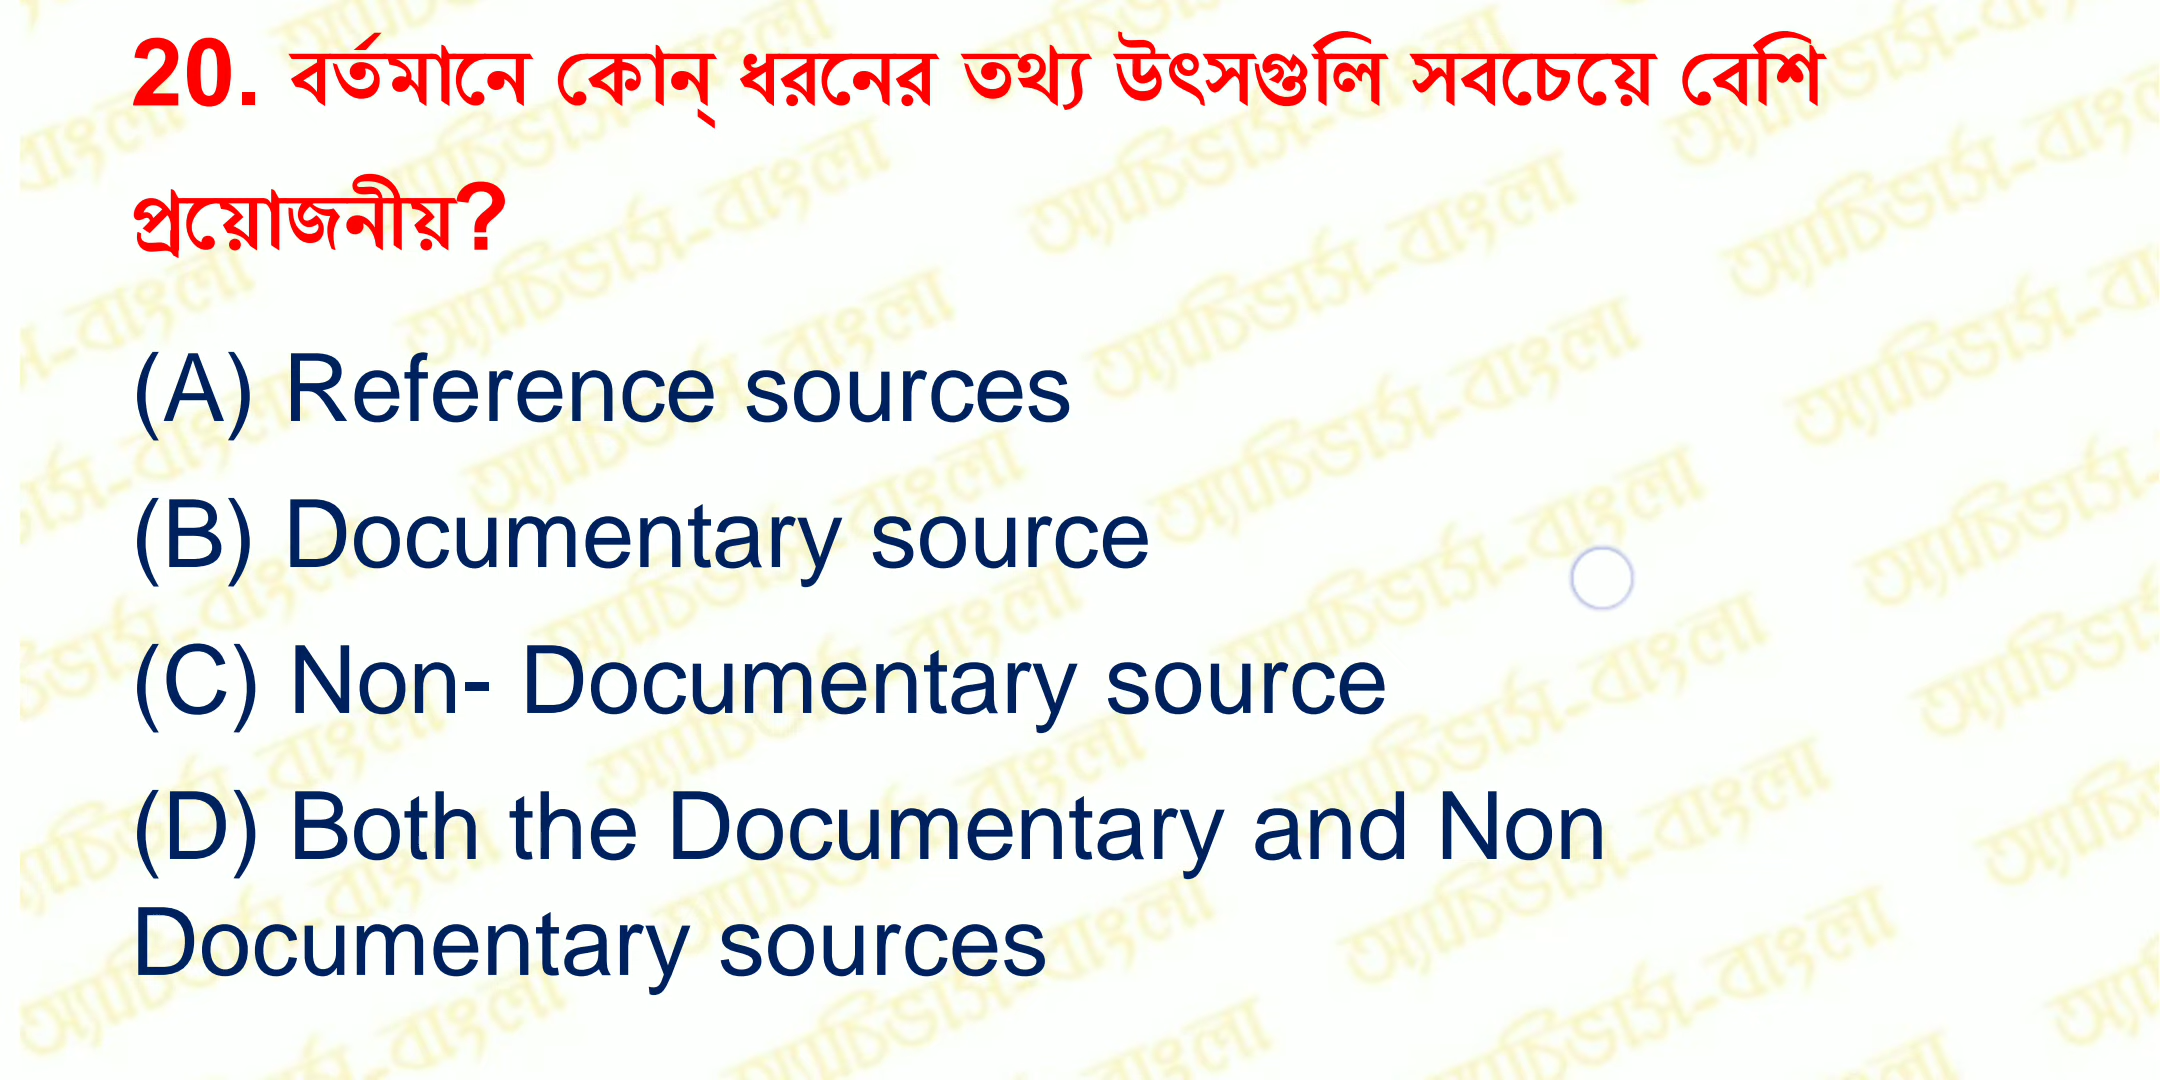 20. বর্তমানে কোন্ ধরনের তথ্য উৎসগুলি সবচেয়ে বেশি
প্রয়োজনীয়?
(A) Reference sources
(B) Documentary source
(C) Non- Documentary source
(D) Both the Documentary and Non
Documentary sources